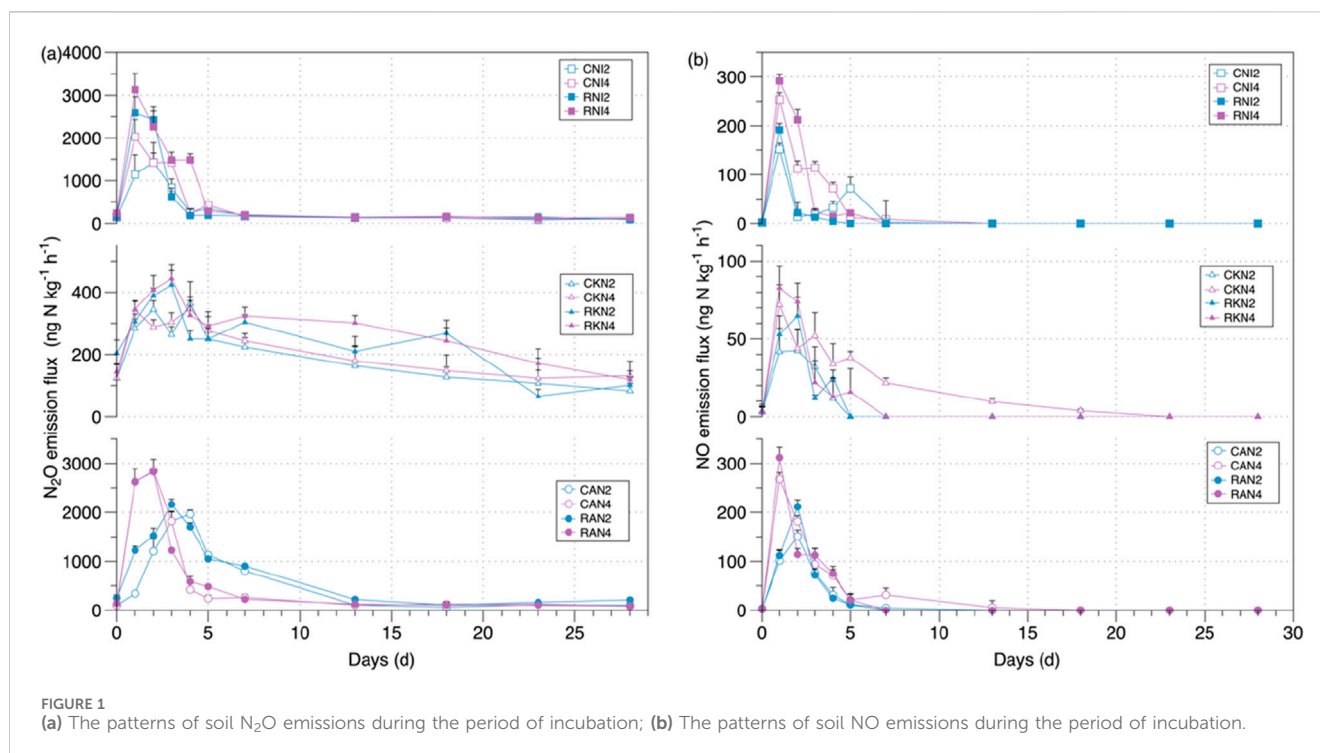 (a)
4000
3000
2000
1000
0
CNI2
CNI4
RNI2
RNI4
400
200
0
CKN2
CKN4
RKN2
RKN4
3000
2000
1000
0
CAN2
CAN4
RAN2
RAN4
N₂O emission flux (ng N kg⁻¹ h⁻¹)
0 5 10 15 20 25
Days (d)
(b)
300
200
100
0
CNI2
CNI4
RNI2
RNI4
100
50
0
CKN2
CKN4
RKN2
RKN4
300
200
100
0
CAN2
CAN4
RAN2
RAN4
NO emission flux (ng N kg⁻¹ h⁻¹)
0 5 10 15 20 25 30
Days (d)
FIGURE 1
(a) The patterns of soil N₂O emissions during the period of incubation; (b) The patterns of soil NO emissions during the period of incubation.